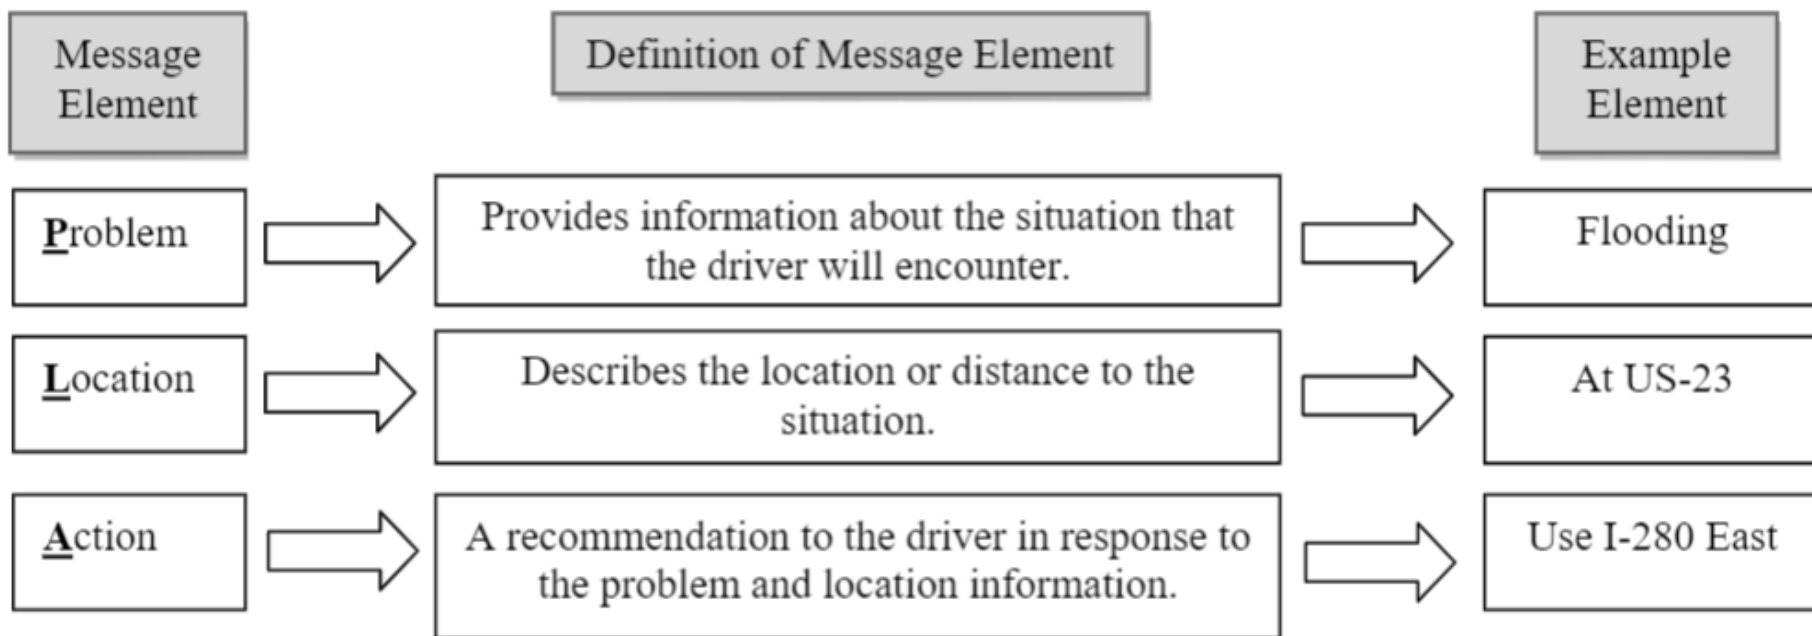 Message
Element
Definition of Message Element
Example
Element
Problem
Provides information about the situation that
the driver will encounter.
Flooding
Location
Describes the location or distance to the
situation.
At US-23
Action
A recommendation to the driver in response to
the problem and location information.
Use I-280 East